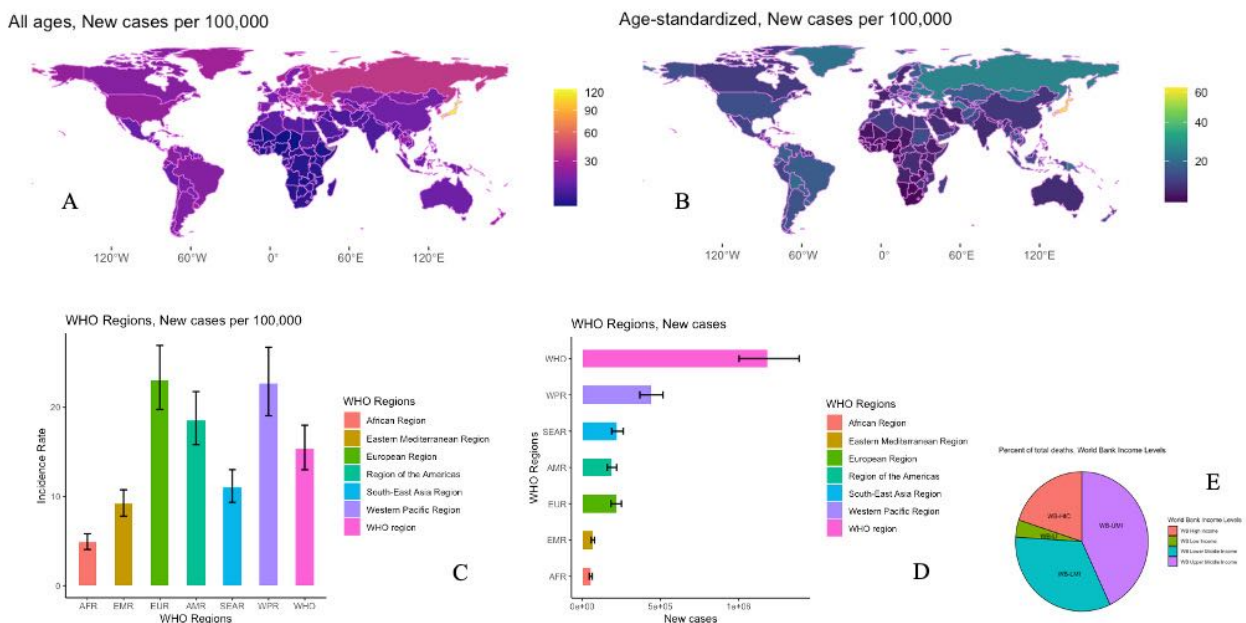 All ages, New cases per 100,000
120
90
60
30
A
120°W 60°W 0° 60°E 120°E
Age-standardized, New cases per 100,000
60
40
20
B
120°W 60°W 0° 60°E 120°E
WHO Regions, New cases per 100,000
Incidence Rate
20
10
0
AFR EMR EUR AMR SEAR WPR WHO
WHO Regions
WHO Regions
African Region
Eastern Mediterranean Region
European Region
Region of the Americas
South-East Asia Region
Western Pacific Region
WHO region
C
WHO Regions, New cases
WHO Regions
WHO
WPR
SEAR
AMR
EUR
EMR
AFR
0e+00 5e+05 1e+06
New cases
WHO Regions
African Region
Eastern Mediterranean Region
European Region
Region of the Americas
South-East Asia Region
Western Pacific Region
WHO region
D
Percent of total deaths, World Bank Income Levels
WB-HIC
WB-UMI
WB-LI
WB-LMI
E
World Bank Income Levels
WB High Income
WB Low Income
WB Lower Middle Income
WB Upper Middle Income